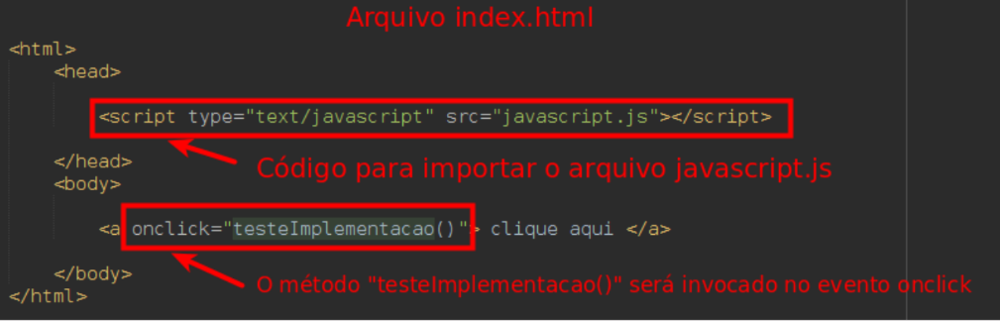 Arquivo index.html
<html>
<head>
<script type="text/javascript" src="javascript.js"></script>
</head>
Código para importar o arquivo javascript.js
<body>
<a onclick="testeImplementacao()"> clique aqui </a>
</body>
O método "testeImplementacao()" será invocado no evento onclick
</html>